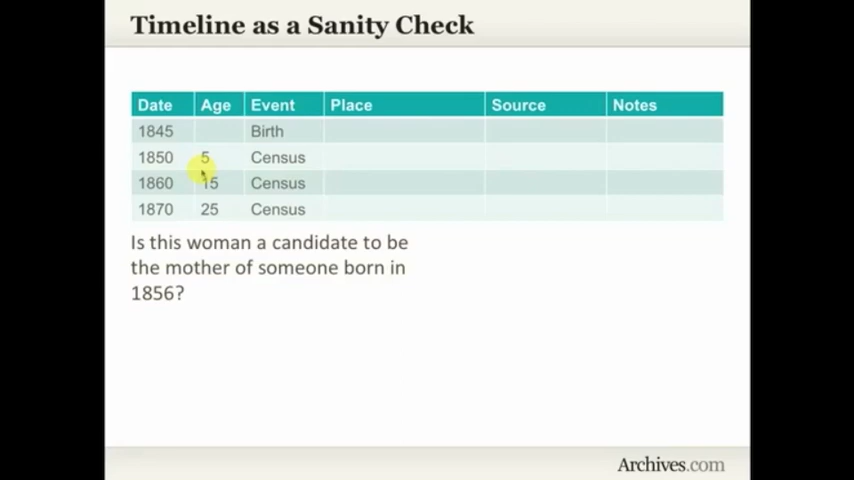 Timeline as a Sanity Check
Date Age Event Place Source Notes
1845 Birth
1850 5 Census
1860 15 Census
1870 25 Census
Is this woman a candidate to be
the mother of someone born in
1856?
Archives.com